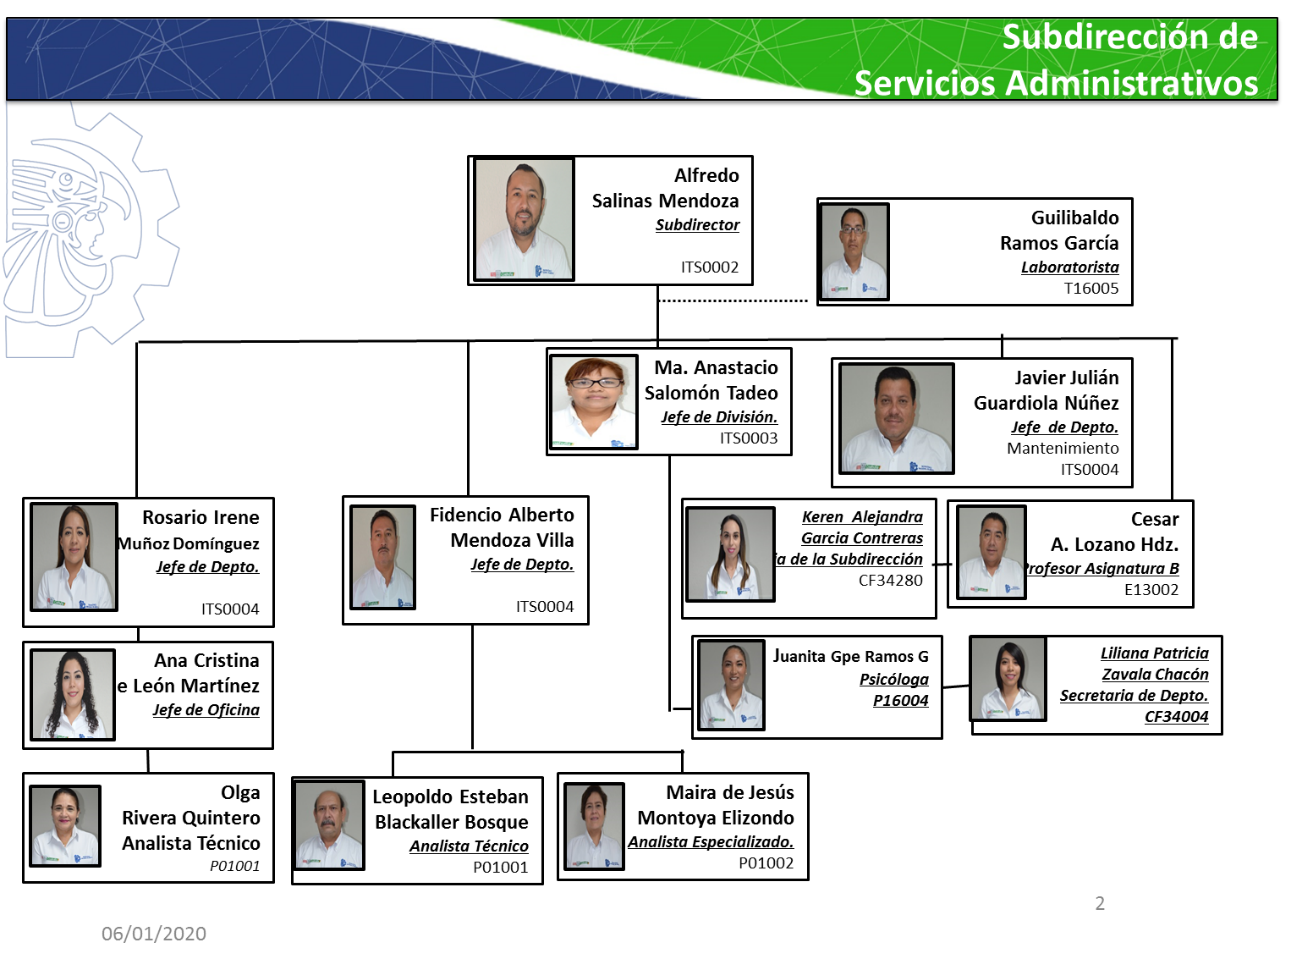 Subdirección de
Servicios Administrativos
Alfredo
Salinas Mendoza
Subdirector
ITS0002
Guilibaldo
Ramos García
Laboratorista
T16005
Ma. Anastacio
Salomón Tadeo
Jefe de División.
ITS0003
Javier Julián
Guardiola Núñez
Jefe de Depto.
Mantenimiento
ITS0004
Rosario Irene
Muñoz Domínguez
Jefe de Depto.
ITS0004
Fidencio Alberto
Mendoza Villa
Jefe de Depto.
ITS0004
Keren Alejandra
Garcia Contreras
ia de la Subdirección
CF34280
Cesar
A. Lozano Hdz.
Profesor Asignatura B
E13002
Ana Cristina
e León Martínez
Jefe de Oficina
Juanita Gpe Ramos G
Psicóloga
P16004
Liliana Patricia
Zavala Chacón
Secretaria de Depto.
CF34004
Olga
Rivera Quintero
Analista Técnico
P01001
Leopoldo Esteban
Blackaller Bosque
Analista Técnico
P01001
Maira de Jesús
Montoya Elizondo
Analista Especializado.
P01002
2
06/01/2020